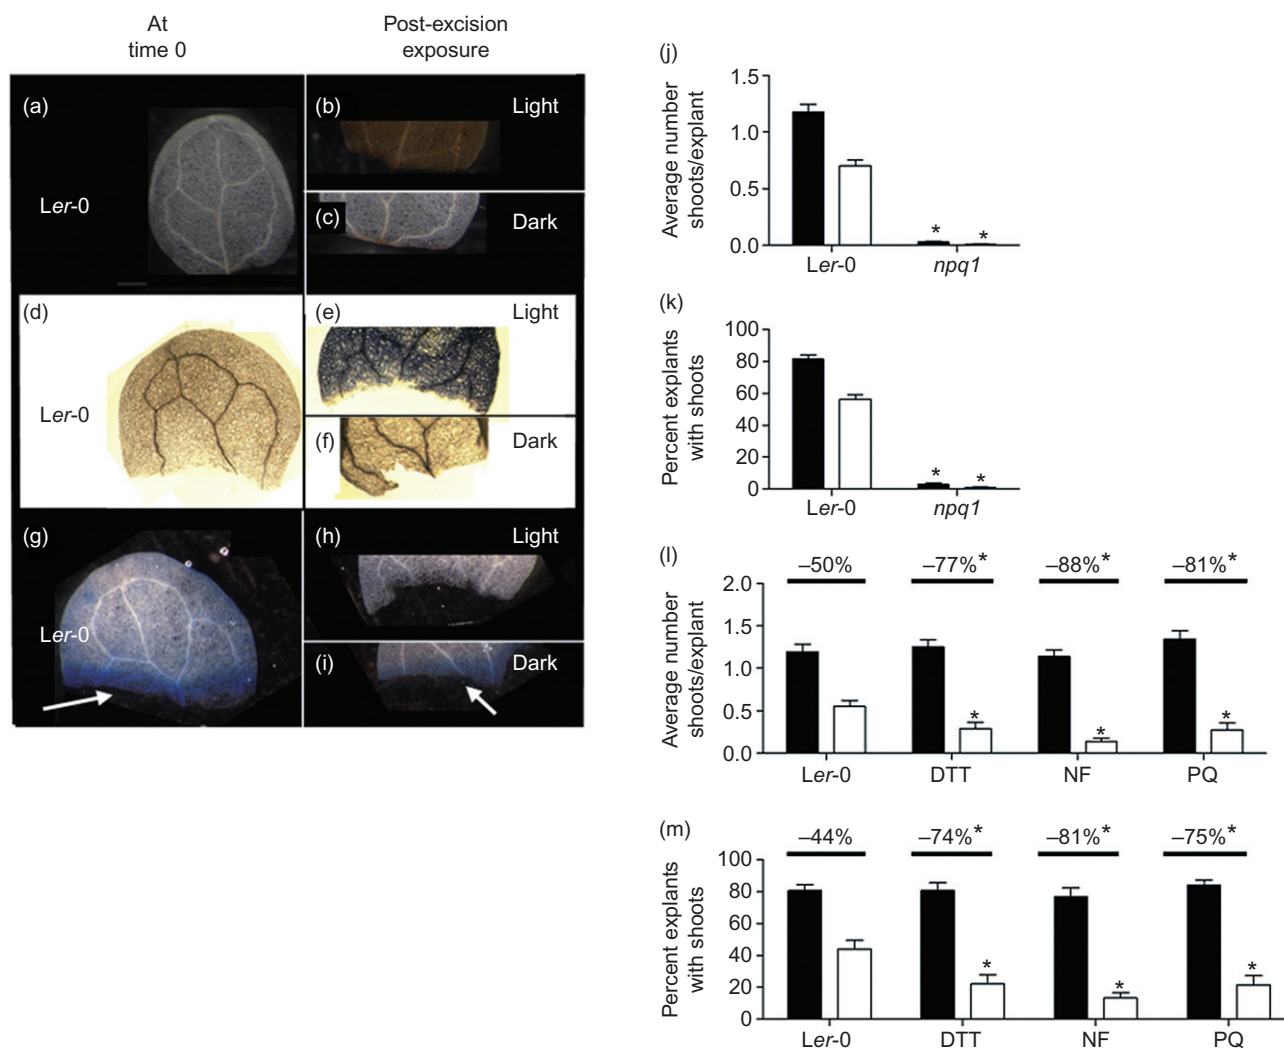 At
time 0
Post-excision
exposure
(a)
Ler-0
(b)
Light
(c)
Dark
(d)
Ler-0
(e)
Light
(f)
Dark
(g)
Ler-0
(h)
Light
(i)
Dark
(j)
Average number
shoots/explant
1.5
1.0
0.5
0.0
* *
Ler-0 npq1
(k)
Percent explants
with shoots
100
80
60
40
20
0
* *
Ler-0 npq1
(l)
–50% –77%* –88%* –81%*
Average number
shoots/explant
2.0
1.5
1.0
0.5
0.0
* * *
Ler-0 DTT NF PQ
(m)
–44% –74%* –81%* –75%*
Percent explants
with shoots
100
80
60
40
20
0
* * *
Ler-0 DTT NF PQ